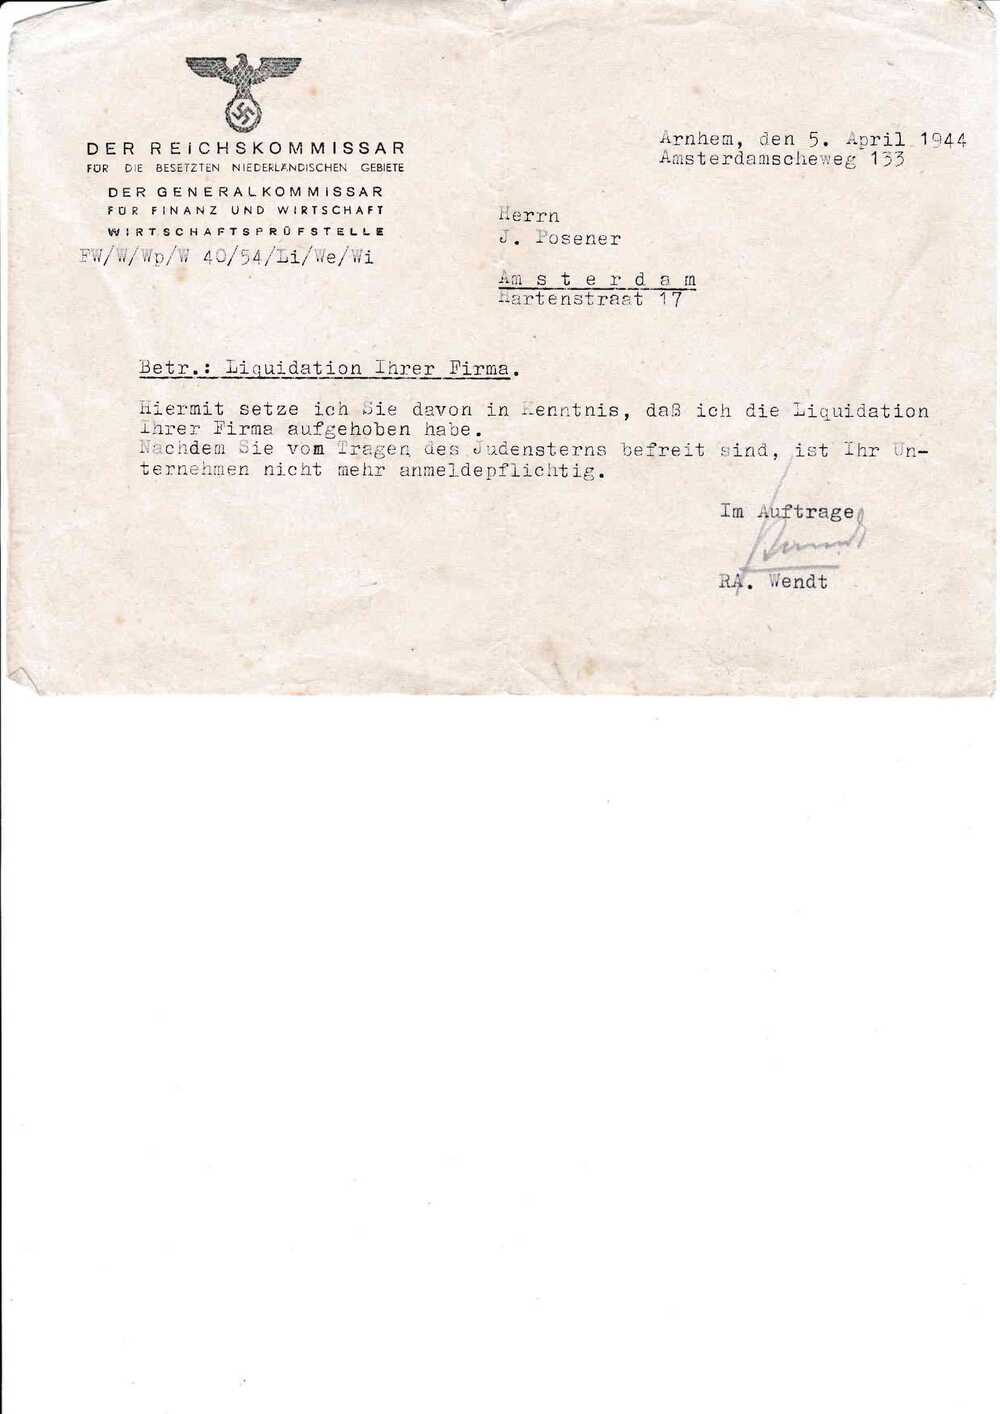 DER REICHSKOMMISSAR
FÜR DIE BESETZTEN NIEDERLÄNDISCHEN GEBIETE
DER GENERALKOMMISSAR
FÜR FINANZ UND WIRTSCHAFT
WIRTSCHAFTSPRÜFSTELLE
FW/W/Wp/W 40/54/Li/We/Wi
Arnhem, den 5. April 1944
Amsterdamscheweg 133
Herrn
J. Posener
A m s t e r d a m
Hartenstraat 17
Betr.: Liquidation Ihrer Firma.
Hiermit setze ich Sie davon in Kenntnis, daß ich die Liquidation
Ihrer Firma aufgehoben habe.
Nachdem Sie vom Tragen des Judensterns befreit sind, ist Ihr Un-
ternehmen nicht mehr anmeldepflichtig.
Im Auftrage
RA. Wendt